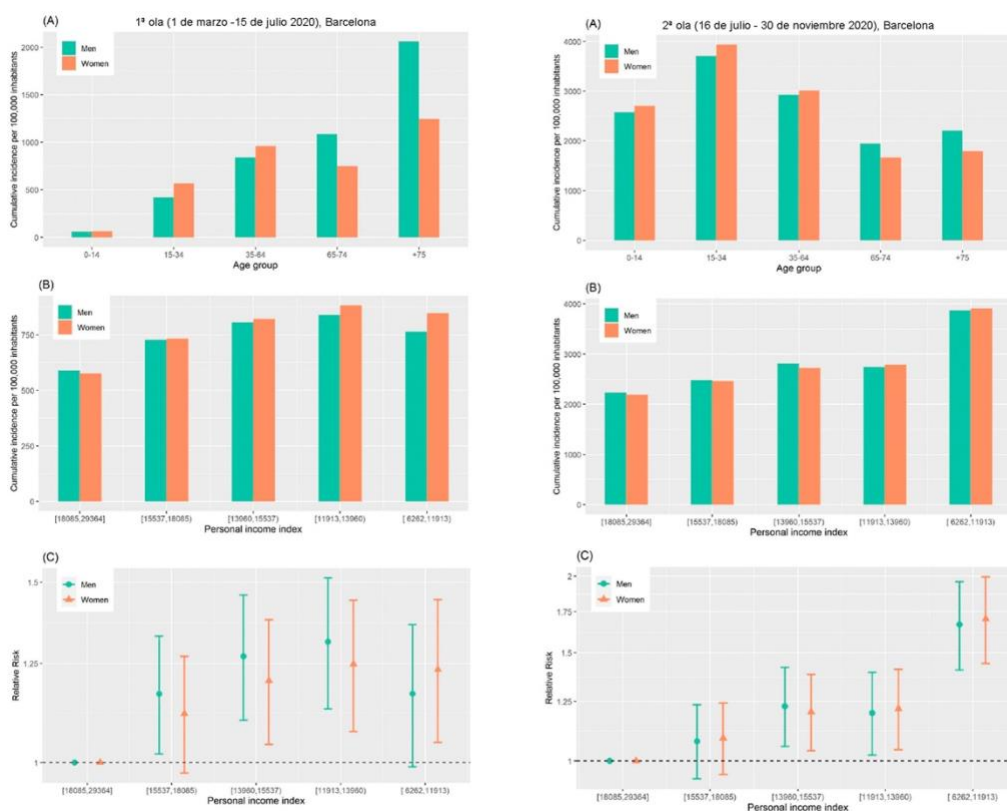 (A)
1ª ola (1 de marzo -15 de julio 2020), Barcelona
Men
Women
2000
1500
1000
500
0
Cumulative incidence per 100,000 inhabitants
0-14
15-34
35-64
65-74
+75
Age group
(B)
Men
Women
750
500
250
0
Cumulative incidence per 100,000 inhabitants
[18085,29364]
[15537,18085)
[13960,15537)
[11913,13960)
[ 6262,11913)
Personal income index
(C)
Men
Women
1.5
1.25
1
Relative Risk
[18085,29364]
[15537,18085)
[13960,15537)
[11913,13960)
[ 6262,11913)
Personal income index
(A)
2ª ola (16 de julio - 30 de noviembre 2020), Barcelona
Men
Women
4000
3000
2000
1000
0
Cumulative incidence per 100,000 inhabitants
0-14
15-34
35-64
65-74
+75
Age group
(B)
Men
Women
4000
3000
2000
1000
0
Cumulative incidence per 100,000 inhabitants
[18085,29364]
[15537,18085)
[13960,15537)
[11913,13960)
[ 6262,11913)
Personal income index
(C)
Men
Women
2
1.75
1.5
1.25
1
Relative Risk
[18085,29364]
[15537,18085)
[13960,15537)
[11913,13960)
[ 6262,11913)
Personal income index